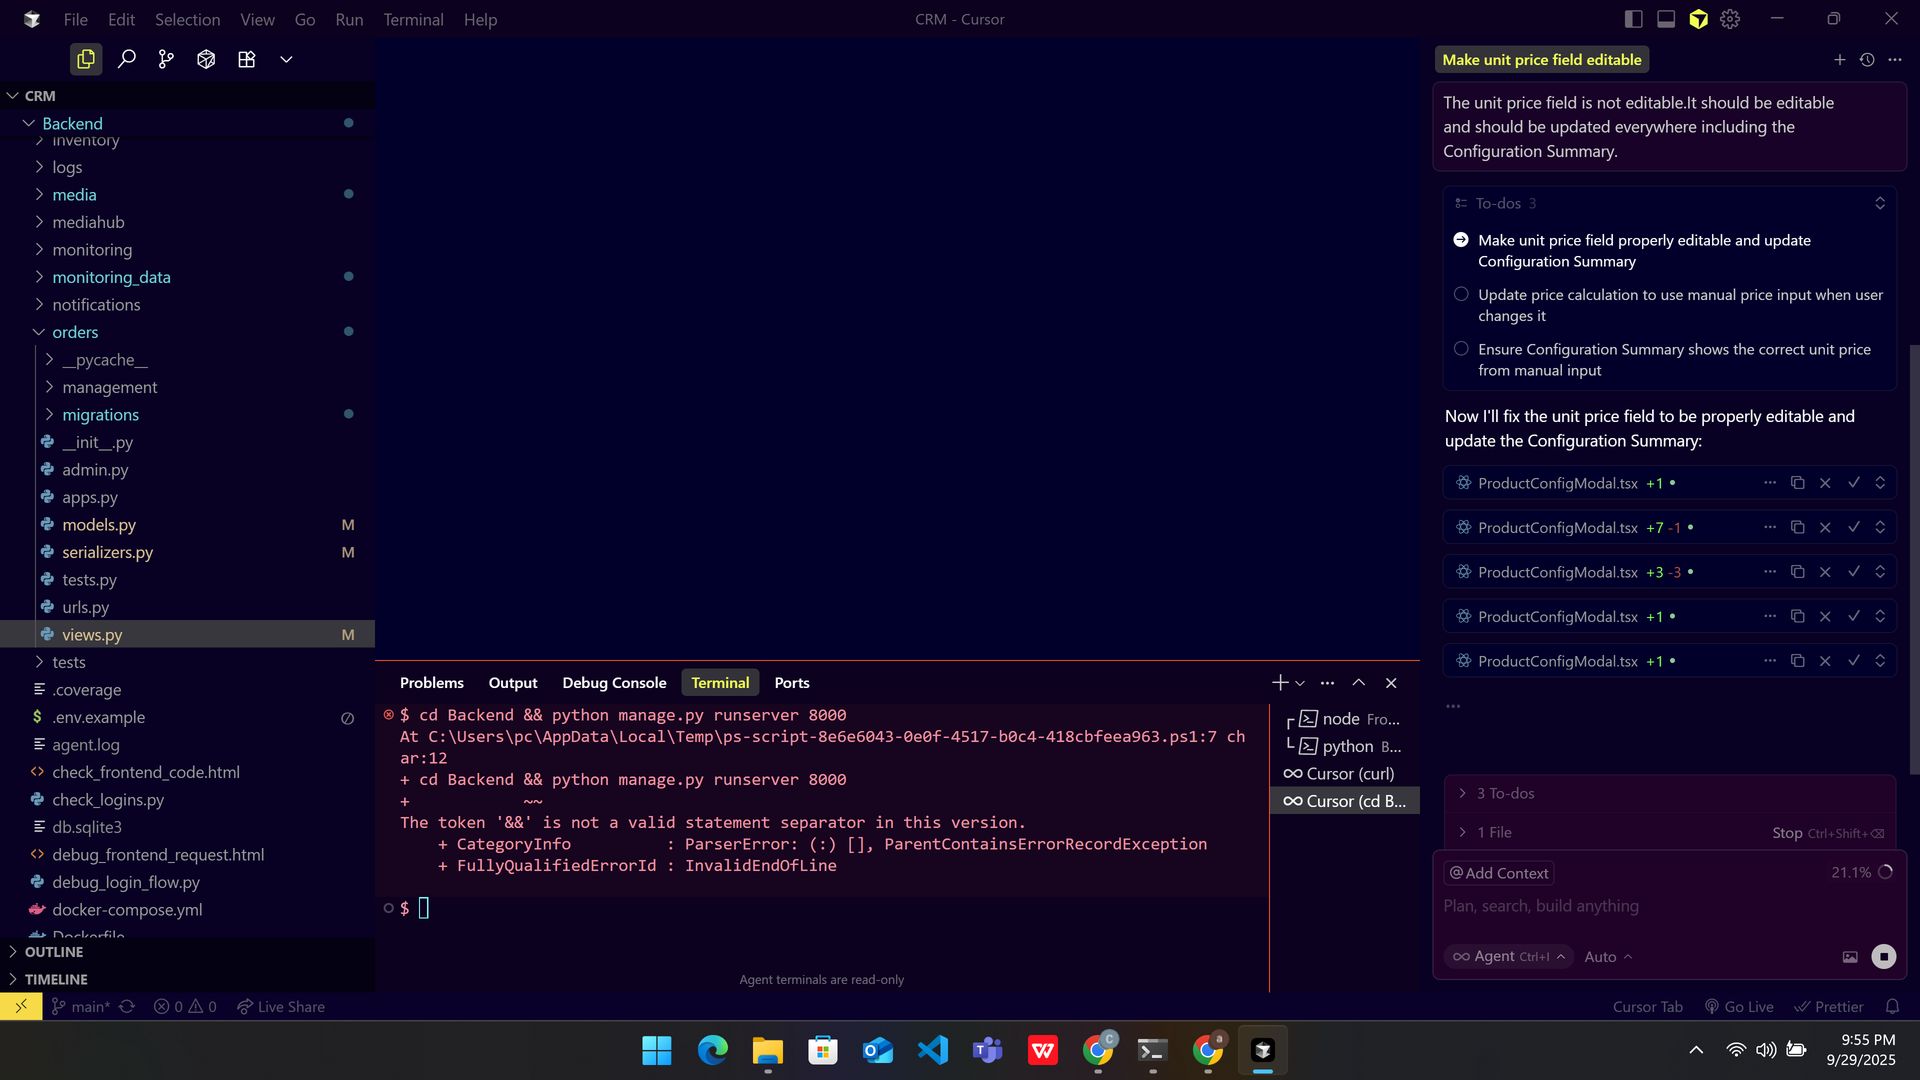 File Edit Selection View Go Run Terminal Help
CRM - Cursor
CRM
Backend
inventory
logs
media
mediahub
monitoring
monitoring_data
notifications
orders
__pycache__
management
migrations
__init__.py
admin.py
apps.py
models.py M
serializers.py M
tests.py
urls.py
views.py M
tests
.coverage
$ .env.example
agent.log
check_frontend_code.html
check_logins.py
db.sqlite3
debug_frontend_request.html
debug_login_flow.py
docker-compose.yml
Dockerfile
OUTLINE
TIMELINE
Problems Output Debug Console Terminal Ports
$ cd Backend && python manage.py runserver 8000
At C:\Users\pc\AppData\Local\Temp\ps-script-8e6e6043-0e0f-4517-b0c4-418cbfeea963.ps1:7 ch
ar:12
+ cd Backend && python manage.py runserver 8000
+             ~~
The token '&&' is not a valid statement separator in this version.
    + CategoryInfo          : ParserError: (:) [], ParentContainsErrorRecordException
    + FullyQualifiedErrorId : InvalidEndOfLine
$
Agent terminals are read-only
node Fro...
python B...
Cursor (curl)
Cursor (cd B...
Make unit price field editable
The unit price field is not editable.It should be editable
and should be updated everywhere including the
Configuration Summary.
To-dos 3
Make unit price field properly editable and update
Configuration Summary
Update price calculation to use manual price input when user
changes it
Ensure Configuration Summary shows the correct unit price
from manual input
Now I'll fix the unit price field to be properly editable and
update the Configuration Summary:
ProductConfigModal.tsx +1
ProductConfigModal.tsx +7 -1
ProductConfigModal.tsx +3 -3
ProductConfigModal.tsx +1
ProductConfigModal.tsx +1
3 To-dos
1 File Stop Ctrl+Shift+⌫
@ Add Context 21.1%
Plan, search, build anything
Agent Ctrl+I Auto
main* 0 0 Live Share
Cursor Tab Go Live Prettier
C
a
9:55 PM
9/29/2025